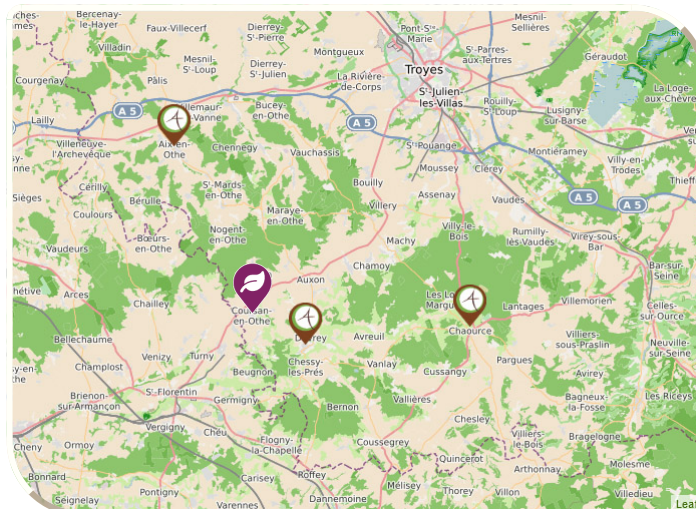 Bercenay-
le-Hayer
Faux-Villecerf
Dierrey-
Sᵗ-Pierre
Pont-Sᵗᵉ-
Marie
Mesnil-
Sellières
Villadin
Montgueux
Troyes
Sᵗ-Parres-
aux-Tertres
Géraudot
Mesnil-
Sᵗ-Loup
Dierrey-
Sᵗ-Julien
Courgenay
Pâlis
La Rivière-
de-Corps
Sᵗ-Julien-
les-Villas
La Loge-
aux-Chèvre
Rouilly-
Sᵗ-Loup
Bucey-
en-Othe
A 5
A 5
Lailly
Lusigny-
sur-Barse
Villeneuve-
l'Archevêque
Aix-en-
Othe
Chennegy
Vauchassis
Sᵗ-Pouange
Montiéramey
Villy-en-
Trodes
Moussey
Clérey
Thieff
Cérilly
Sᵗ-Mards-
en-Othe
Bouilly
Assenay
Sièges
Bérulle
Vaudes
A 5
A 5
Coulours
Maraye-
en-Othe
Villery
Villy-le-
Bois
Rumilly-
lès-Vaudes
Virey-sous-
Bar
Vaudeurs
Bœurs-
en-Othe
Nogent-
en-Othe
Machy
Chamoy
Bar-sur-
Seine
Auxon
Arces
Chailley
Lantages
Villemorien
Celles-
sur-Ource
en-Othe
Chaource
Bellechaume
Avreuil
Villiers-
sous-Praslin
Neuville-
sur-Seine
Venizy
Turny
Chessy-
les-Prés
Vanlay
Pargues
Champlost
Beugnon
Cussangy
Avirey
Brienon-
sur-Armançon
Sᵗ-Florentin
Germigny
Bernon
Vallières
Bagneux-
la-Fosse
Les Riceys
Vergigny
Chéu
Chesley
Cheny
Ormoy
Flogny-
la-Chapelle
Coussegrey
Villiers-
le-Bois
Bragelogne
Quincerot
Molesme
Bonnard
Carisey
Roffey
Arthonnay
Seignelay
Pontigny
Varennes
Dannemoine
Mélisey
Thorey
Villon
Villedieu
Leaf